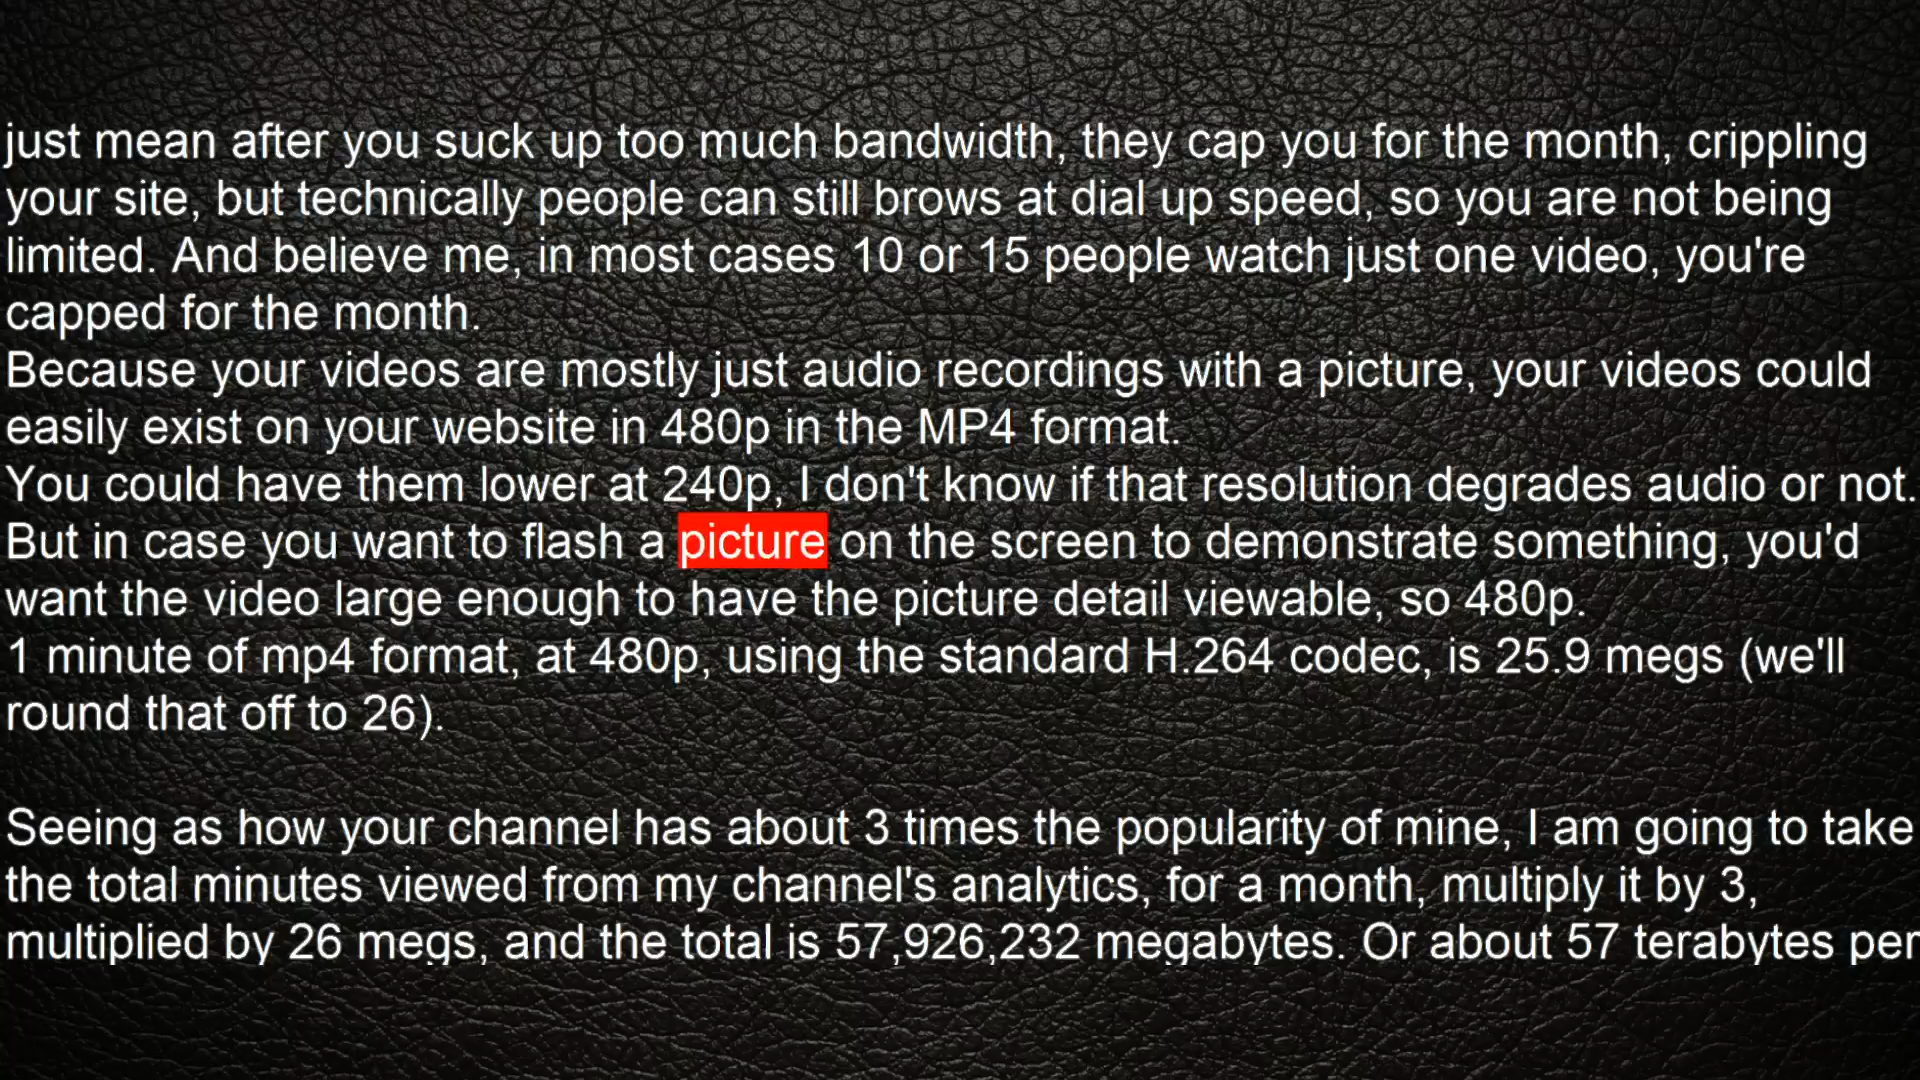 just mean after you suck up too much bandwidth, they cap you for the month, crippling
your site, but technically people can still brows at dial up speed, so you are not being
limited. And believe me, in most cases 10 or 15 people watch just one video, you're
capped for the month.
Because your videos are mostly just audio recordings with a picture, your videos could
easily exist on your website in 480p in the MP4 format.
You could have them lower at 240p, I don't know if that resolution degrades audio or not.
But in case you want to flash a picture on the screen to demonstrate something, you'd
want the video large enough to have the picture detail viewable, so 480p.
1 minute of mp4 format, at 480p, using the standard H.264 codec, is 25.9 megs (we'll
round that off to 26).
Seeing as how your channel has about 3 times the popularity of mine, I am going to take
the total minutes viewed from my channel's analytics, for a month, multiply it by 3,
multiplied by 26 megs, and the total is 57,926,232 megabytes. Or about 57 terabytes per